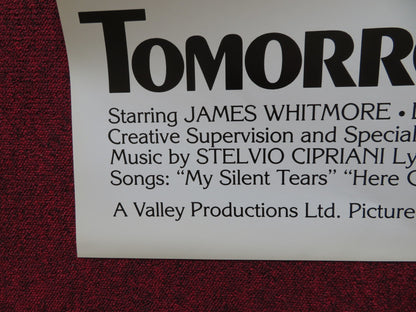 TOMORR
Starring JAMES WHITMORE •
Creative Supervision and Special
Music by STELVIO CIPRIANI Ly
Songs: "My Silent Tears" "Here
A Valley Productions Ltd. Picture